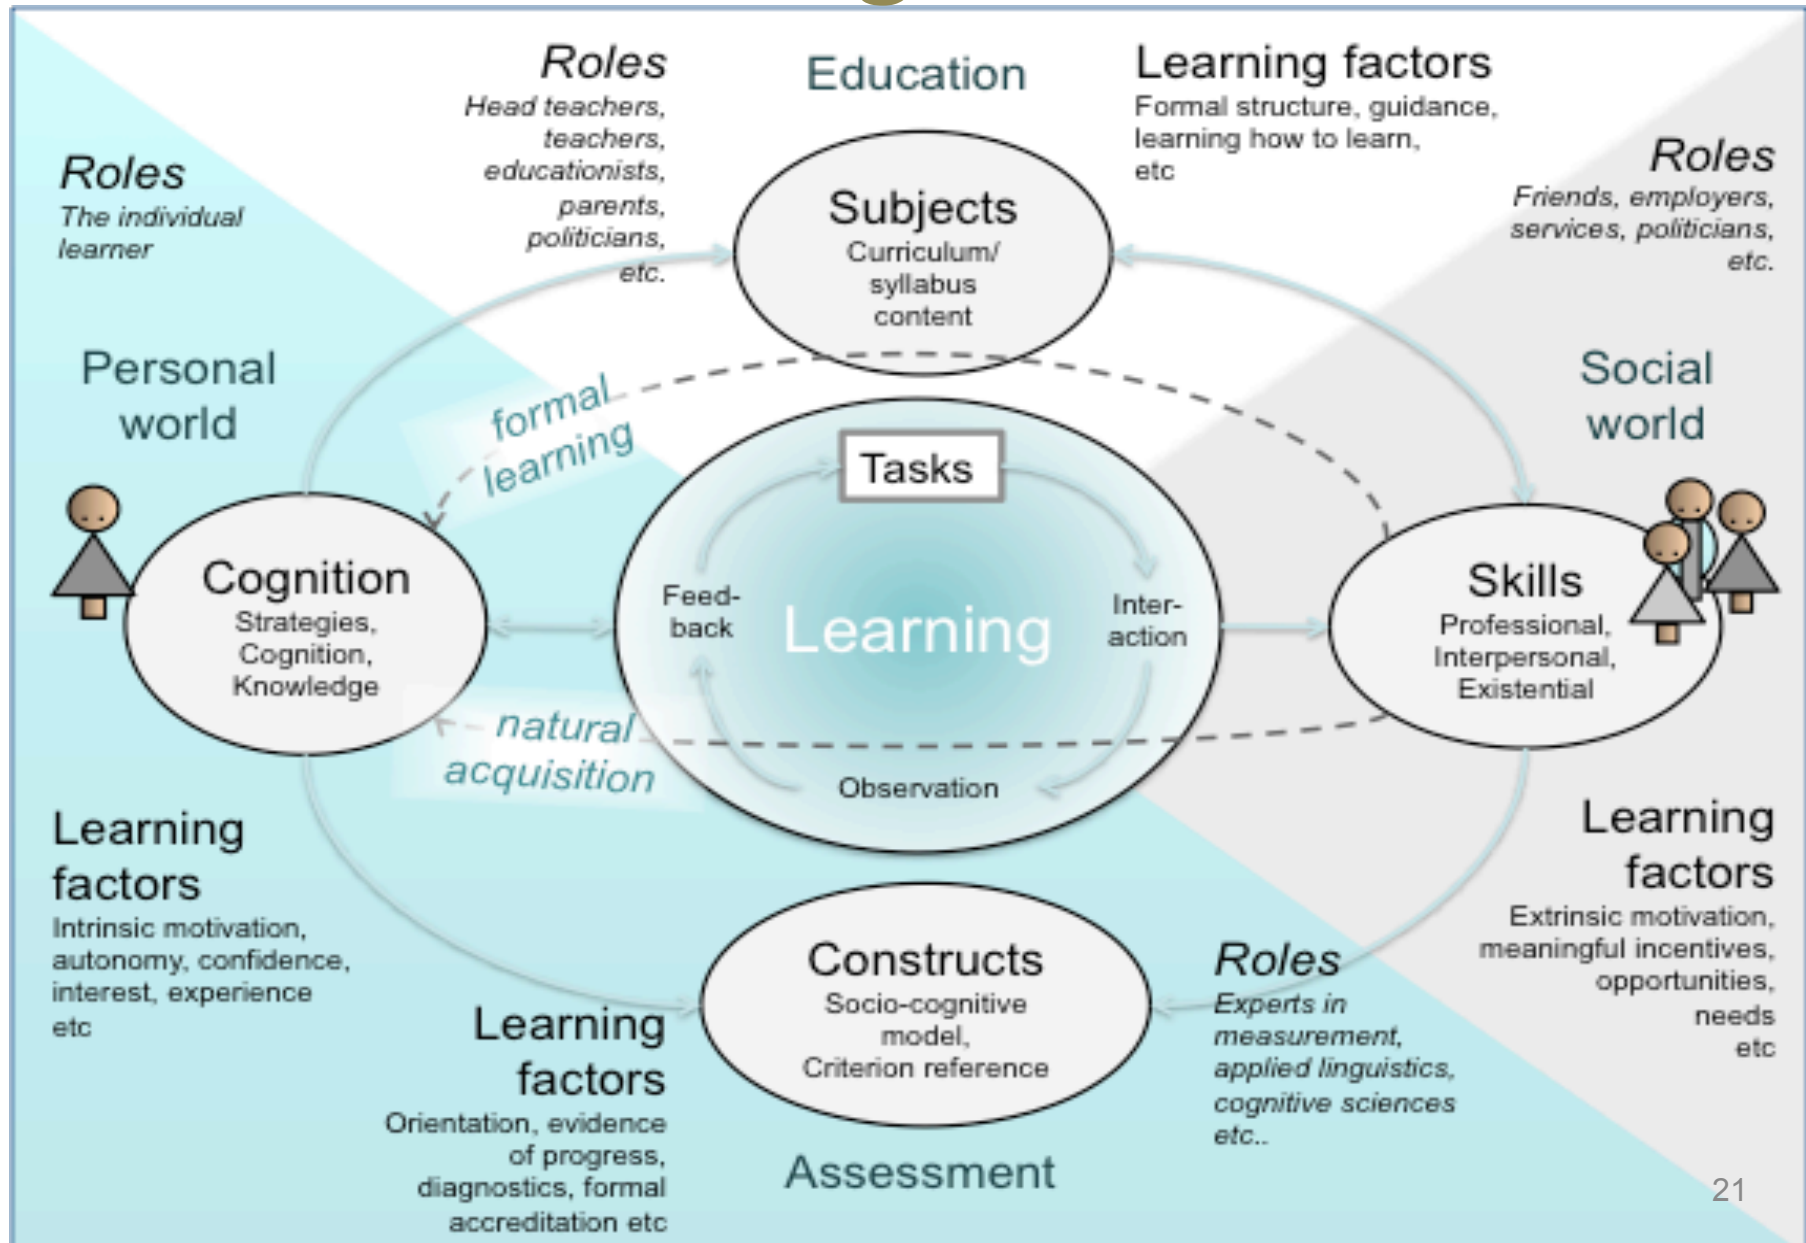 Roles
Head teachers,
teachers,
educationists,
parents,
politicians,
etc.
Education
Subjects
Curriculum/
syllabus
content
Learning factors
Formal structure, guidance,
learning how to learn,
etc
Roles
The individual
learner
Personal
world
Cognition
Strategies,
Cognition,
Knowledge
Learning
factors
Intrinsic motivation,
autonomy, confidence,
interest, experience
etc
formal
learning
natural
acquisition
Tasks
Feed-
back
Learning
Inter-
action
Observation
Roles
Friends, employers,
services, politicians,
etc.
Social
world
Skills
Professional,
Interpersonal,
Existential
Learning
factors
Extrinsic motivation,
meaningful incentives,
opportunities,
needs
etc
Learning
factors
Orientation, evidence
of progress,
diagnostics, formal
accreditation etc
Constructs
Socio-cognitive
model,
Criterion reference
Assessment
Roles
Experts in
measurement,
applied linguistics,
cognitive sciences
etc..
21